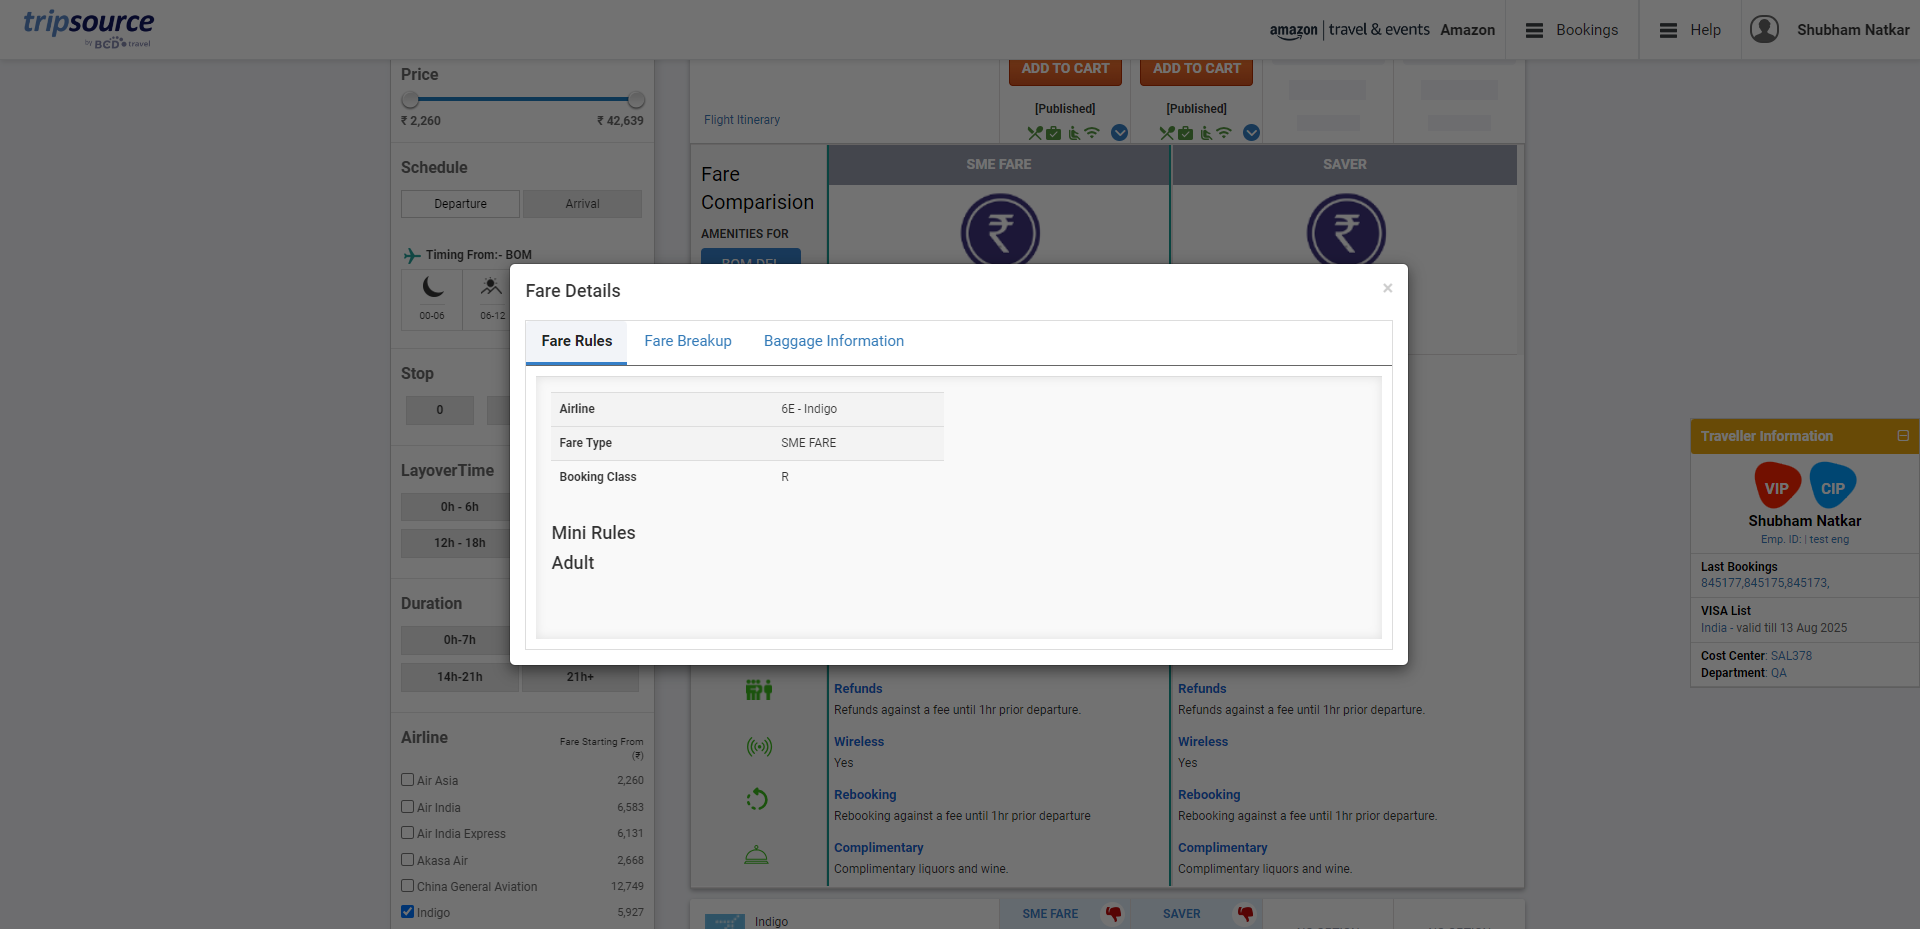 tripsource
by BCD travel
amazon | travel & events
Amazon
Bookings
Help
Shubham Natkar
Price
₹ 2,260
₹ 42,639
Schedule
Departure
Arrival
Timing From:- BOM
00-06
06-12
Stop
0
LayoverTime
0h - 6h
12h - 18h
Duration
0h-7h
14h-21h
21h+
Airline
Fare Starting From
(₹)
Air Asia 2,260
Air India 6,583
Air India Express 6,131
Akasa Air 2,668
China General Aviation 12,749
Indigo 5,927
ADD TO CART
ADD TO CART
[Published]
[Published]
Flight Itinerary
Fare
Comparision
AMENITIES FOR
BOM-DEL
SME FARE
SAVER
Fare Details
×
Fare Rules
Fare Breakup
Baggage Information
Airline 6E - Indigo
Fare Type SME FARE
Booking Class R
Mini Rules
Adult
Refunds
Refunds against a fee until 1hr prior departure.
Wireless
Yes
Rebooking
Rebooking against a fee until 1hr prior departure
Complimentary
Complimentary liquors and wine.
Refunds
Refunds against a fee until 1hr prior departure.
Wireless
Yes
Rebooking
Rebooking against a fee until 1hr prior departure.
Complimentary
Complimentary liquors and wine.
Indigo
SME FARE
SAVER
Traveller Information
VIP
CIP
Shubham Natkar
Emp. ID: | test eng
Last Bookings
845177,845175,845173,
VISA List
India - valid till 13 Aug 2025
Cost Center: SAL378
Department: QA